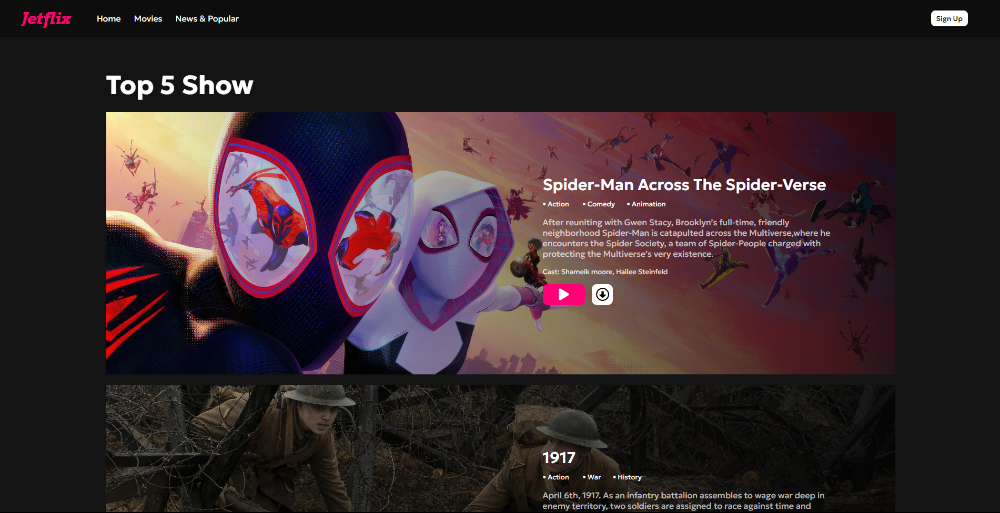 Jetflix
Home
Movies
News & Popular
Sign Up
Top 5 Show
Spider-Man Across The Spider-Verse
• Action • Comedy • Animation
After reuniting with Gwen Stacy, Brooklyn’s full-time, friendly
neighborhood Spider-Man is catapulted across the Multiverse,where he
encounters the Spider Society, a team of Spider-People charged with
protecting the Multiverse’s very existence.
Cast: Shameik moore, Hailee Steinfeld
1917
• Action • War • History
April 6th, 1917. As an infantry battalion assembles to wage war deep in
enemy territory, two soldiers are assigned to race against time and